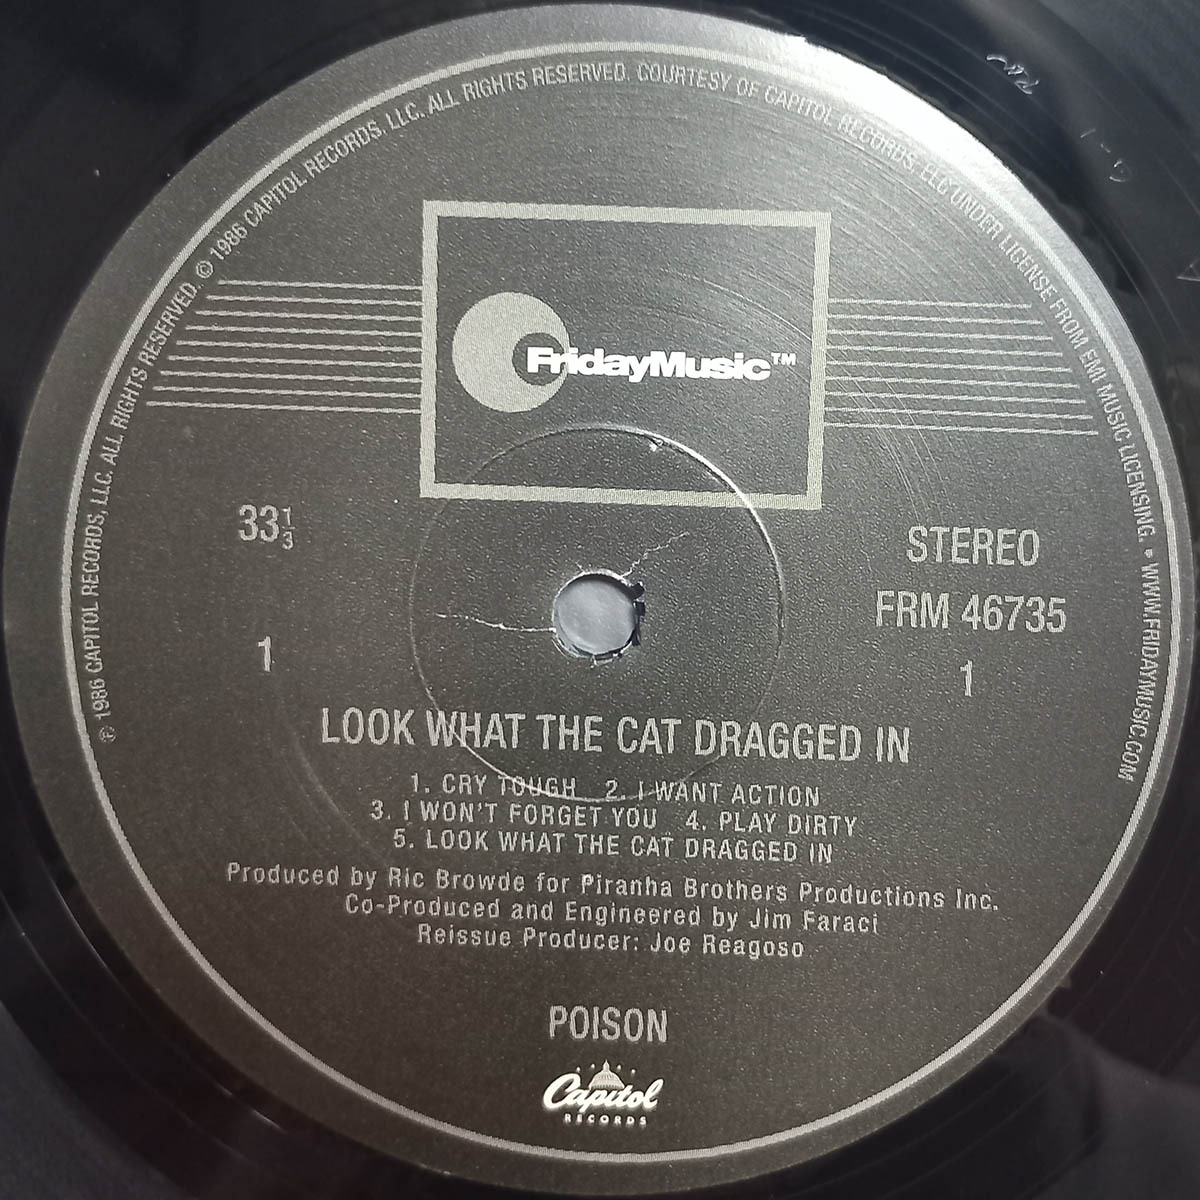 ℗ 1986 CAPITOL RECORDS, LLC. ALL RIGHTS RESERVED. © 1986 CAPITOL RECORDS, LLC. ALL RIGHTS RESERVED. COURTESY OF CAPITOL RECORDS, LLC UNDER LICENSE FROM EMI MUSIC LICENSING. • WWW.FRIDAYMUSIC.COM
FridayMusic™
33 1/3
STEREO
FRM 46735
1
1
LOOK WHAT THE CAT DRAGGED IN
1. CRY TOUGH 2. I WANT ACTION
3. I WON'T FORGET YOU 4. PLAY DIRTY
5. LOOK WHAT THE CAT DRAGGED IN
Produced by Ric Browde for Piranha Brothers Productions Inc.
Co-Produced and Engineered by Jim Faraci
Reissue Producer: Joe Reagoso
POISON
Capitol
RECORDS